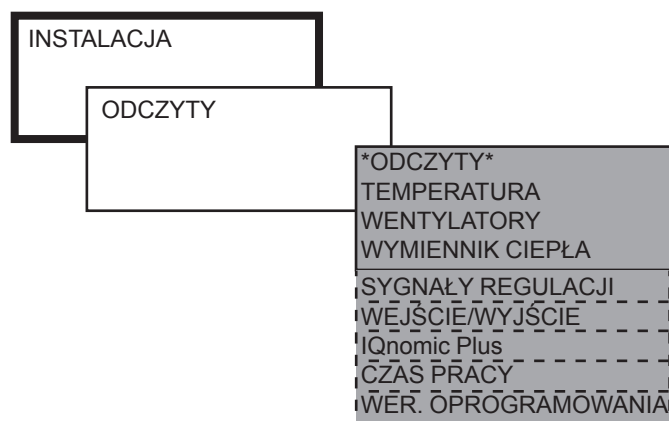 INSTALACJA
ODCZYTY
*ODCZYTY*
TEMPERATURA
WENTYLATORY
WYMIENNIK CIEPŁA
SYGNAŁY REGULACJI
WEJŚCIE/WYJŚCIE
IQnomic Plus
CZAS PRACY
WER. OPROGRAMOWANIA